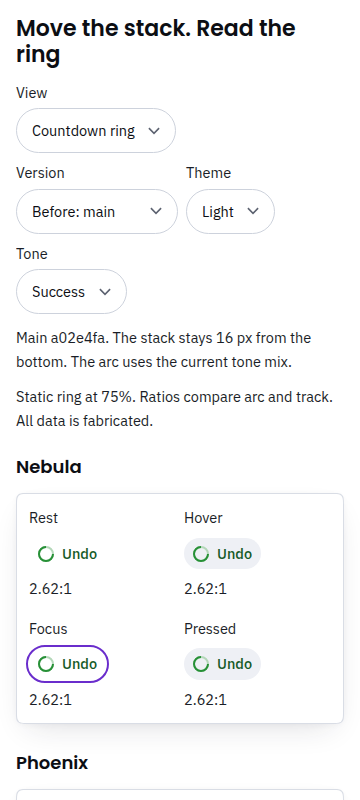 Move the stack. Read the
ring
View
Countdown ring
Version
Theme
Before: main
Light
Tone
Success
Main a02e4fa. The stack stays 16 px from the
bottom. The arc uses the current tone mix.
Static ring at 75%. Ratios compare arc and track.
All data is fabricated.
Nebula
Rest
Hover
Undo
Undo
2.62:1
2.62:1
Focus
Pressed
Undo
Undo
2.62:1
2.62:1
Phoenix